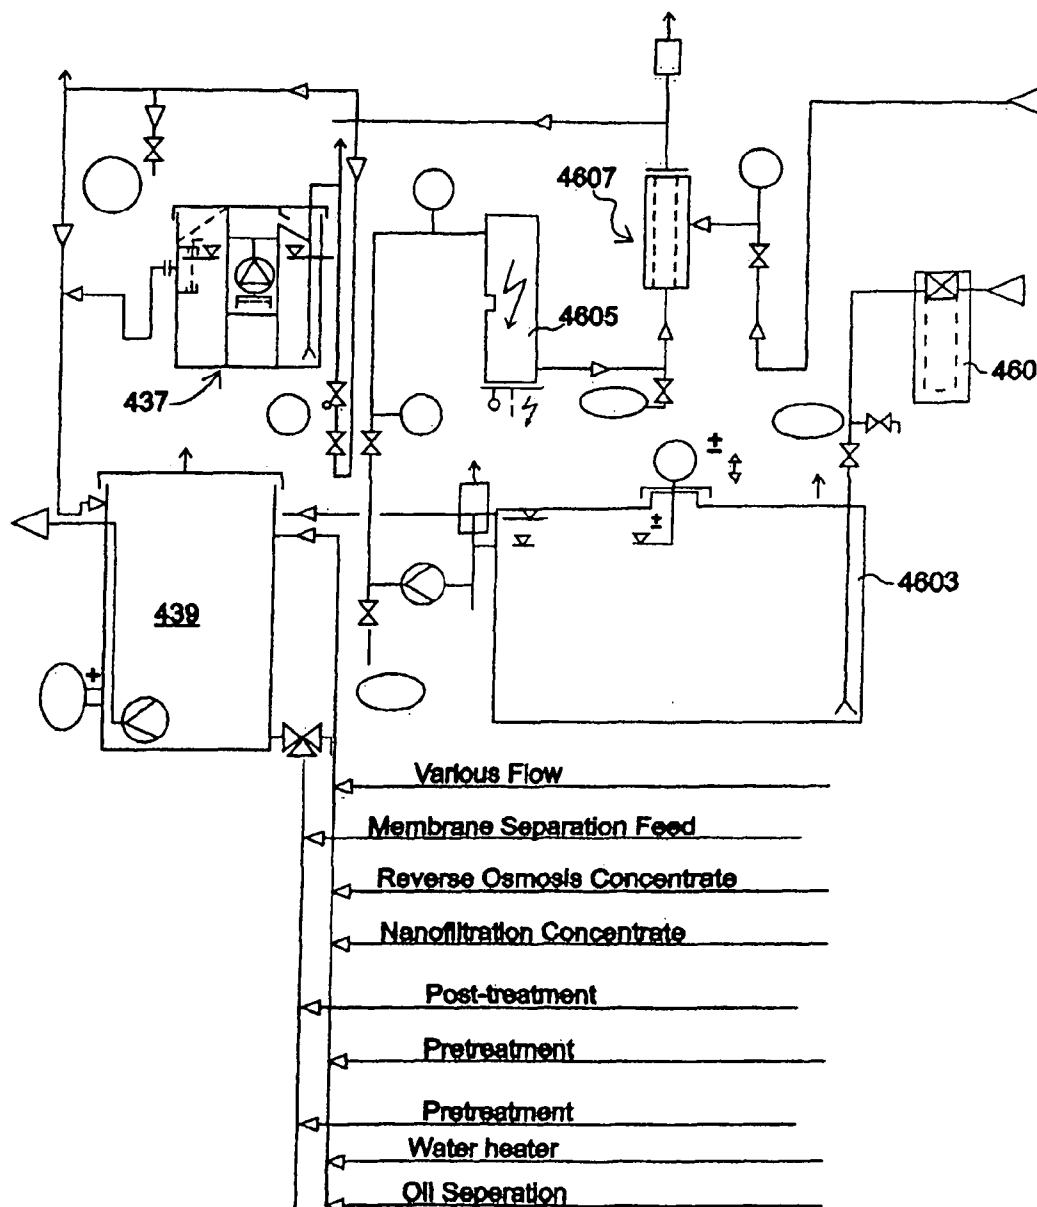 4607
4605
460
437
±
±
4603
439
+
Various Flow
Membrane Separation Feed
Reverse Osmosis Concentrate
Nanofiltration Concentrate
Post-treatment
Pretreatment
Pretreatment
Water heater
Oil Seperation